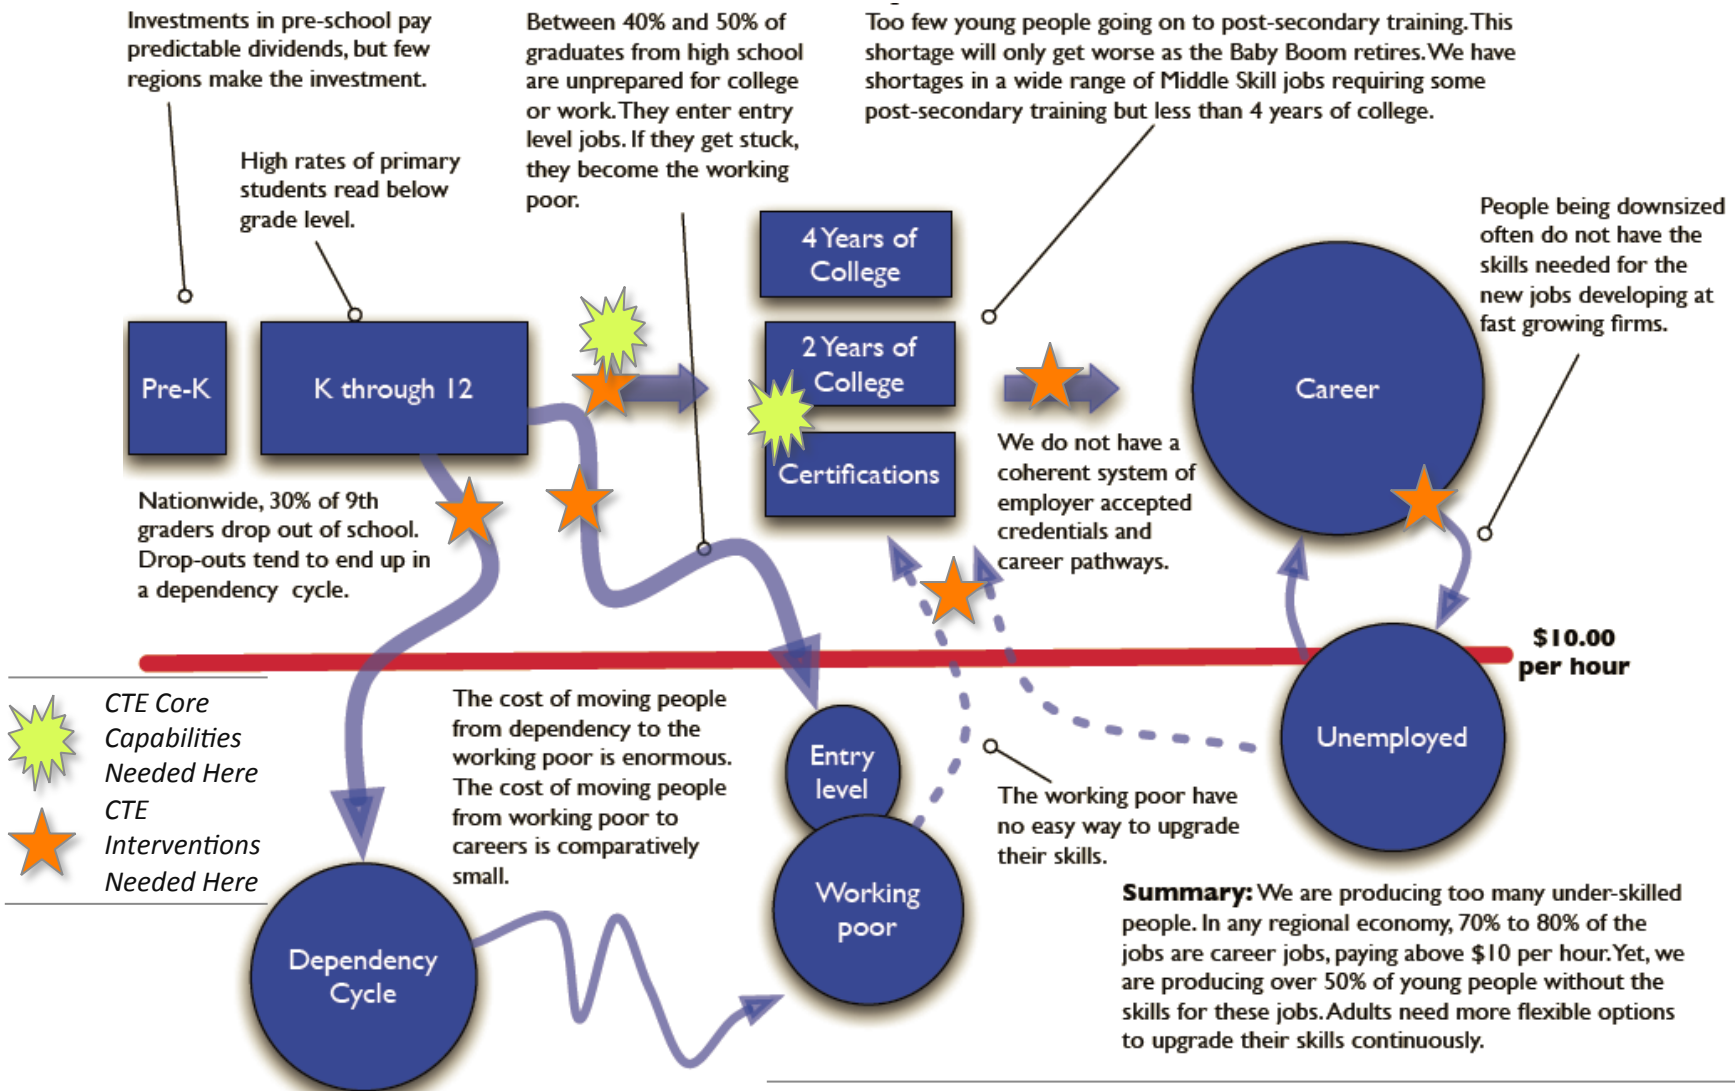 Investments in pre-school pay
predictable dividends, but few
regions make the investment.
High rates of primary
students read below
grade level.
Between 40% and 50% of
graduates from high school
are unprepared for college
or work. They enter entry
level jobs. If they get stuck,
they become the working
poor.
Too few young people going on to post-secondary training. This
shortage will only get worse as the Baby Boom retires. We have
shortages in a wide range of Middle Skill jobs requiring some
post-secondary training but less than 4 years of college.
People being downsized
often do not have the
skills needed for the
new jobs developing at
fast growing firms.
Pre-K
K through 12
4 Years of
College
2 Years of
College
Certifications
Career
Nationwide, 30% of 9th
graders drop out of school.
Drop-outs tend to end up in
a dependency cycle.
We do not have a
coherent system of
employer accepted
credentials and
career pathways.
$10.00
per hour
CTE Core
Capabilities
Needed Here
CTE
Interventions
Needed Here
The cost of moving people
from dependency to the
working poor is enormous.
The cost of moving people
from working poor to
careers is comparatively
small.
Entry
level
Working
poor
Unemployed
The working poor have
no easy way to upgrade
their skills.
Dependency
Cycle
Summary: We are producing too many under-skilled
people. In any regional economy, 70% to 80% of the
jobs are career jobs, paying above $10 per hour. Yet, we
are producing over 50% of young people without the
skills for these jobs. Adults need more flexible options
to upgrade their skills continuously.